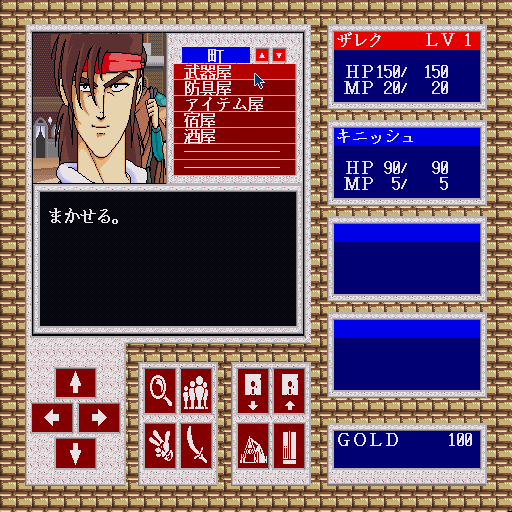 町
武器屋
防具屋
アイテム屋
宿屋
酒屋
まかせる。
ザレク LV 1
HP150/ 150
MP 20/ 20
キニッシュ
HP 90/ 90
MP 5/ 5
GOLD 100